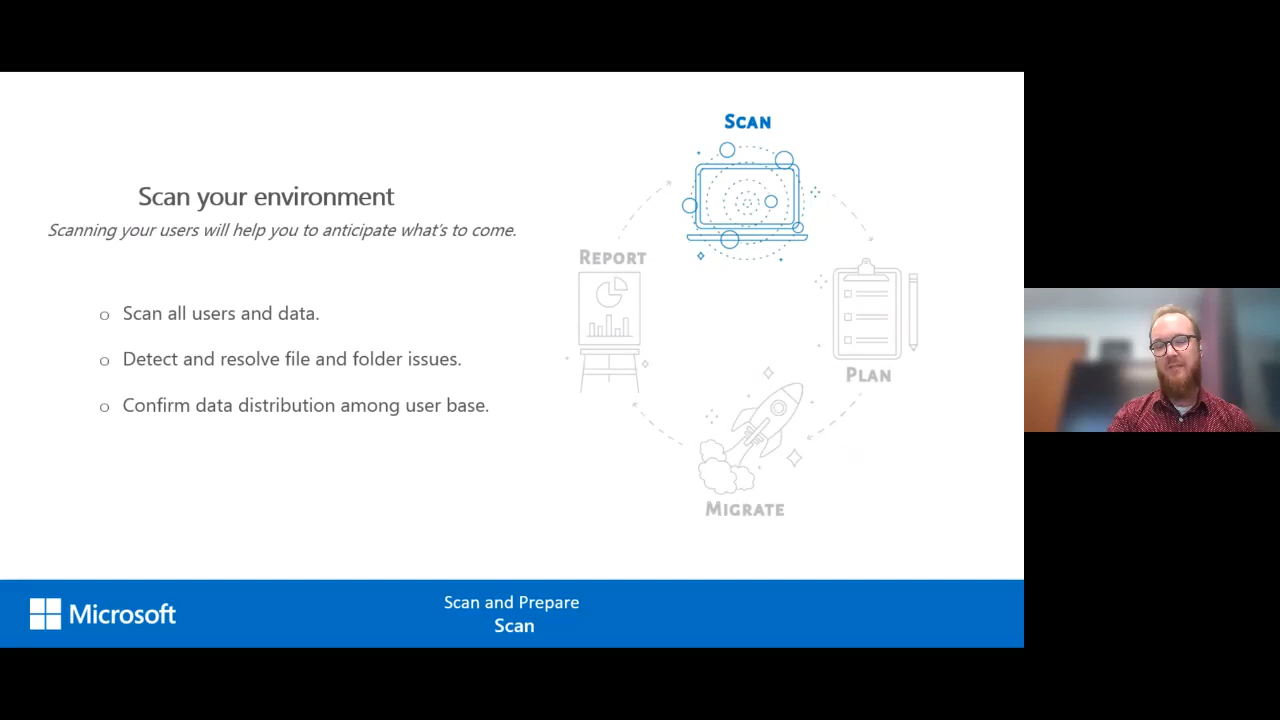 Scan your environment
Scanning your users will help you to anticipate what's to come.
o Scan all users and data.
o Detect and resolve file and folder issues.
o Confirm data distribution among user base.
SCAN
REPORT
PLAN
MIGRATE
Microsoft
Scan and Prepare
Scan